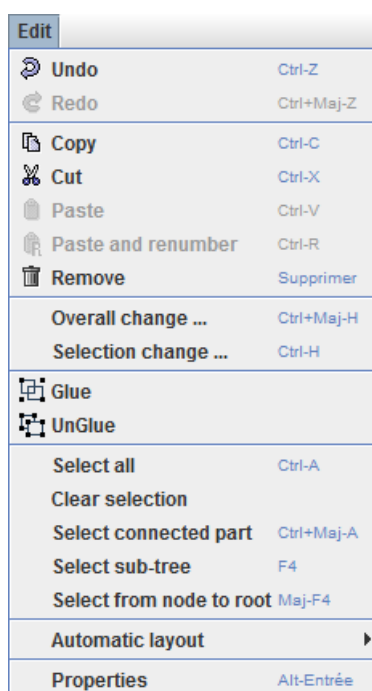 Edit
Undo Ctrl-Z
Redo Ctrl+Maj-Z
Copy Ctrl-C
Cut Ctrl-X
Paste Ctrl-V
Paste and renumber Ctrl-R
Remove Supprimer
Overall change ... Ctrl+Maj-H
Selection change ... Ctrl-H
Glue
UnGlue
Select all Ctrl-A
Clear selection
Select connected part Ctrl+Maj-A
Select sub-tree F4
Select from node to root Maj-F4
Automatic layout
Properties Alt-Entrée